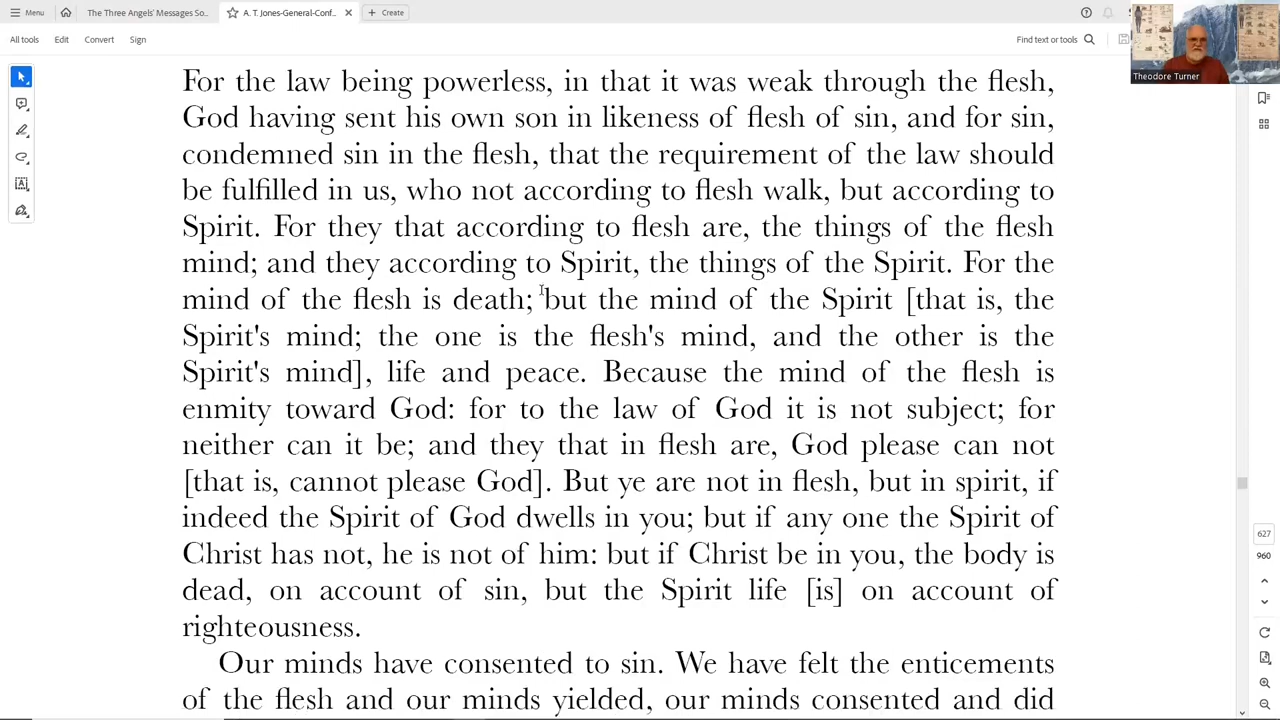 Menu
The Three Angels' Messages So...
A. T. Jones-General-Conf...
Create
All tools
Edit
Convert
Sign
Find text or tools
Theodore Turner
For the law being powerless, in that it was weak through the flesh,
God having sent his own son in likeness of flesh of sin, and for sin,
condemned sin in the flesh, that the requirement of the law should
be fulfilled in us, who not according to flesh walk, but according to
Spirit. For they that according to flesh are, the things of the flesh
mind; and they according to Spirit, the things of the Spirit. For the
mind of the flesh is death; but the mind of the Spirit [that is, the
Spirit's mind; the one is the flesh's mind, and the other is the
Spirit's mind], life and peace. Because the mind of the flesh is
enmity toward God: for to the law of God it is not subject; for
neither can it be; and they that in flesh are, God please can not
[that is, cannot please God]. But ye are not in flesh, but in spirit, if
indeed the Spirit of God dwells in you; but if any one the Spirit of
Christ has not, he is not of him: but if Christ be in you, the body is
dead, on account of sin, but the Spirit life [is] on account of
righteousness.
Our minds have consented to sin. We have felt the enticements
of the flesh and our minds yielded, our minds consented and did
627
960